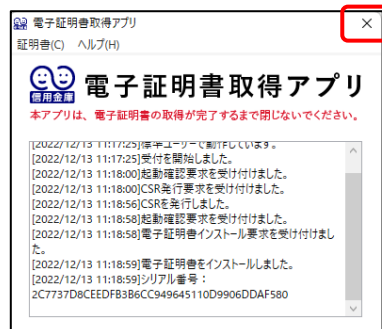 電子証明書取得アプリ
証明書(C) ヘルプ(H)
信用金庫
電子証明書取得アプリ
本アプリは、電子証明書の取得が完了するまで閉じないでください。
[2022/12/13 11:17:25]標準ユーザーで動作しています。
[2022/12/13 11:17:25]受付を開始しました。
[2022/12/13 11:18:00]起動確認要求を受け付けました。
[2022/12/13 11:18:00]CSR発行要求を受け付けました。
[2022/12/13 11:18:56]CSRを発行しました。
[2022/12/13 11:18:58]起動確認要求を受け付けました。
[2022/12/13 11:18:58]電子証明書インストール要求を受け付けまし
た。
[2022/12/13 11:18:59]電子証明書をインストールしました。
[2022/12/13 11:18:59]シリアル番号：
2C7737D8CEEDFB3B6CC949645110D9906DDAF580